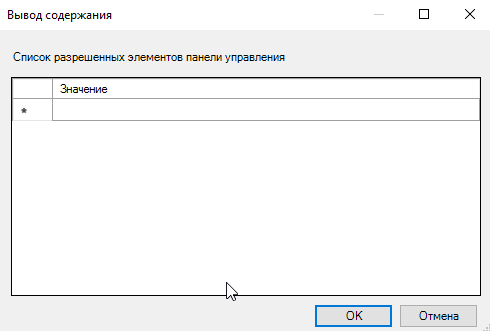 Вывод содержания
Список разрешенных элементов панели управления
Значение
*
OK
Отмена